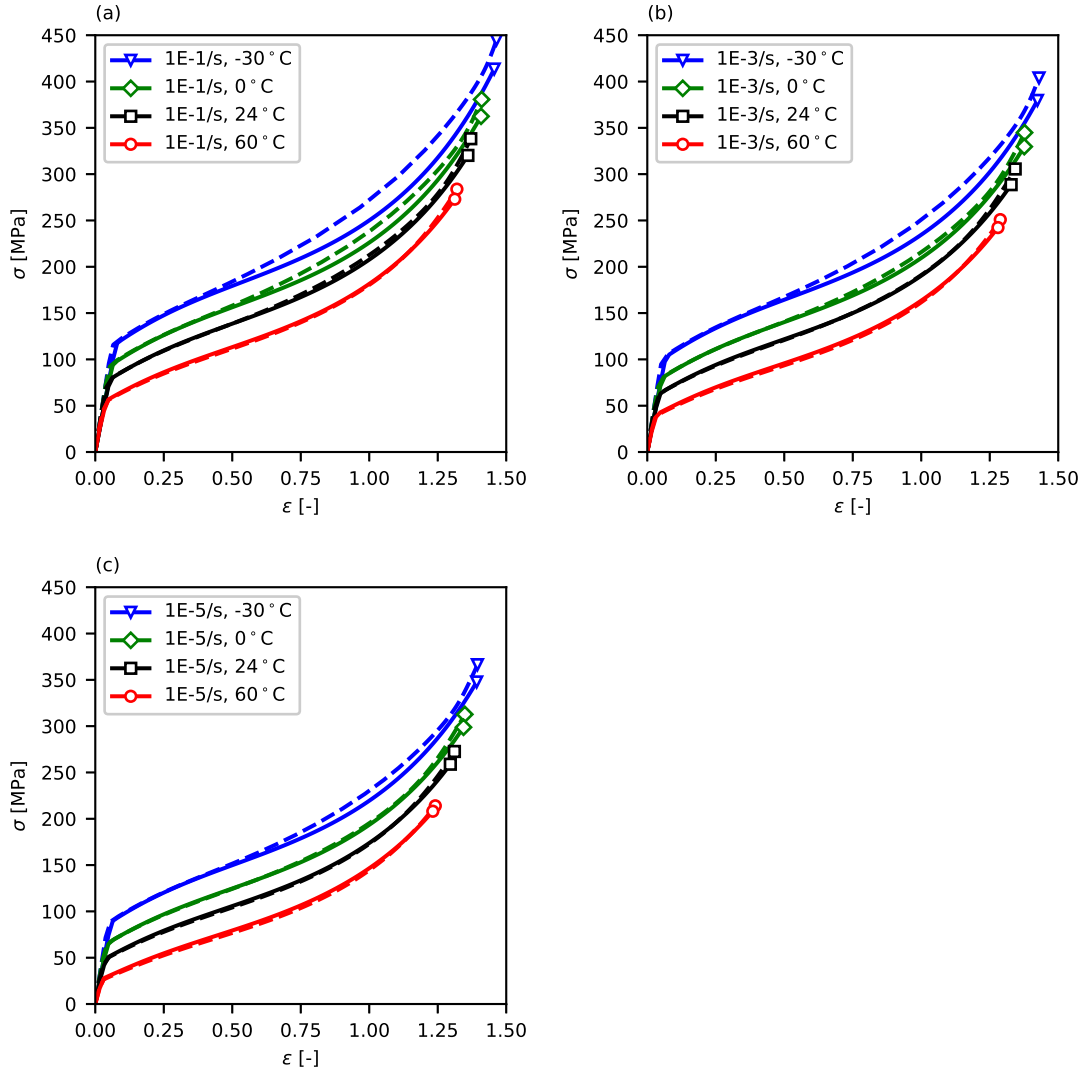 (a)
450
400
350
300
250
200
150
100
50
0
σ [MPa]
1E-1/s, -30°C
1E-1/s, 0°C
1E-1/s, 24°C
1E-1/s, 60°C
0.00 0.25 0.50 0.75 1.00 1.25 1.50
ε [-]
(b)
450
400
350
300
250
200
150
100
50
0
σ [MPa]
1E-3/s, -30°C
1E-3/s, 0°C
1E-3/s, 24°C
1E-3/s, 60°C
0.00 0.25 0.50 0.75 1.00 1.25 1.50
ε [-]
(c)
450
400
350
300
250
200
150
100
50
0
σ [MPa]
1E-5/s, -30°C
1E-5/s, 0°C
1E-5/s, 24°C
1E-5/s, 60°C
0.00 0.25 0.50 0.75 1.00 1.25 1.50
ε [-]